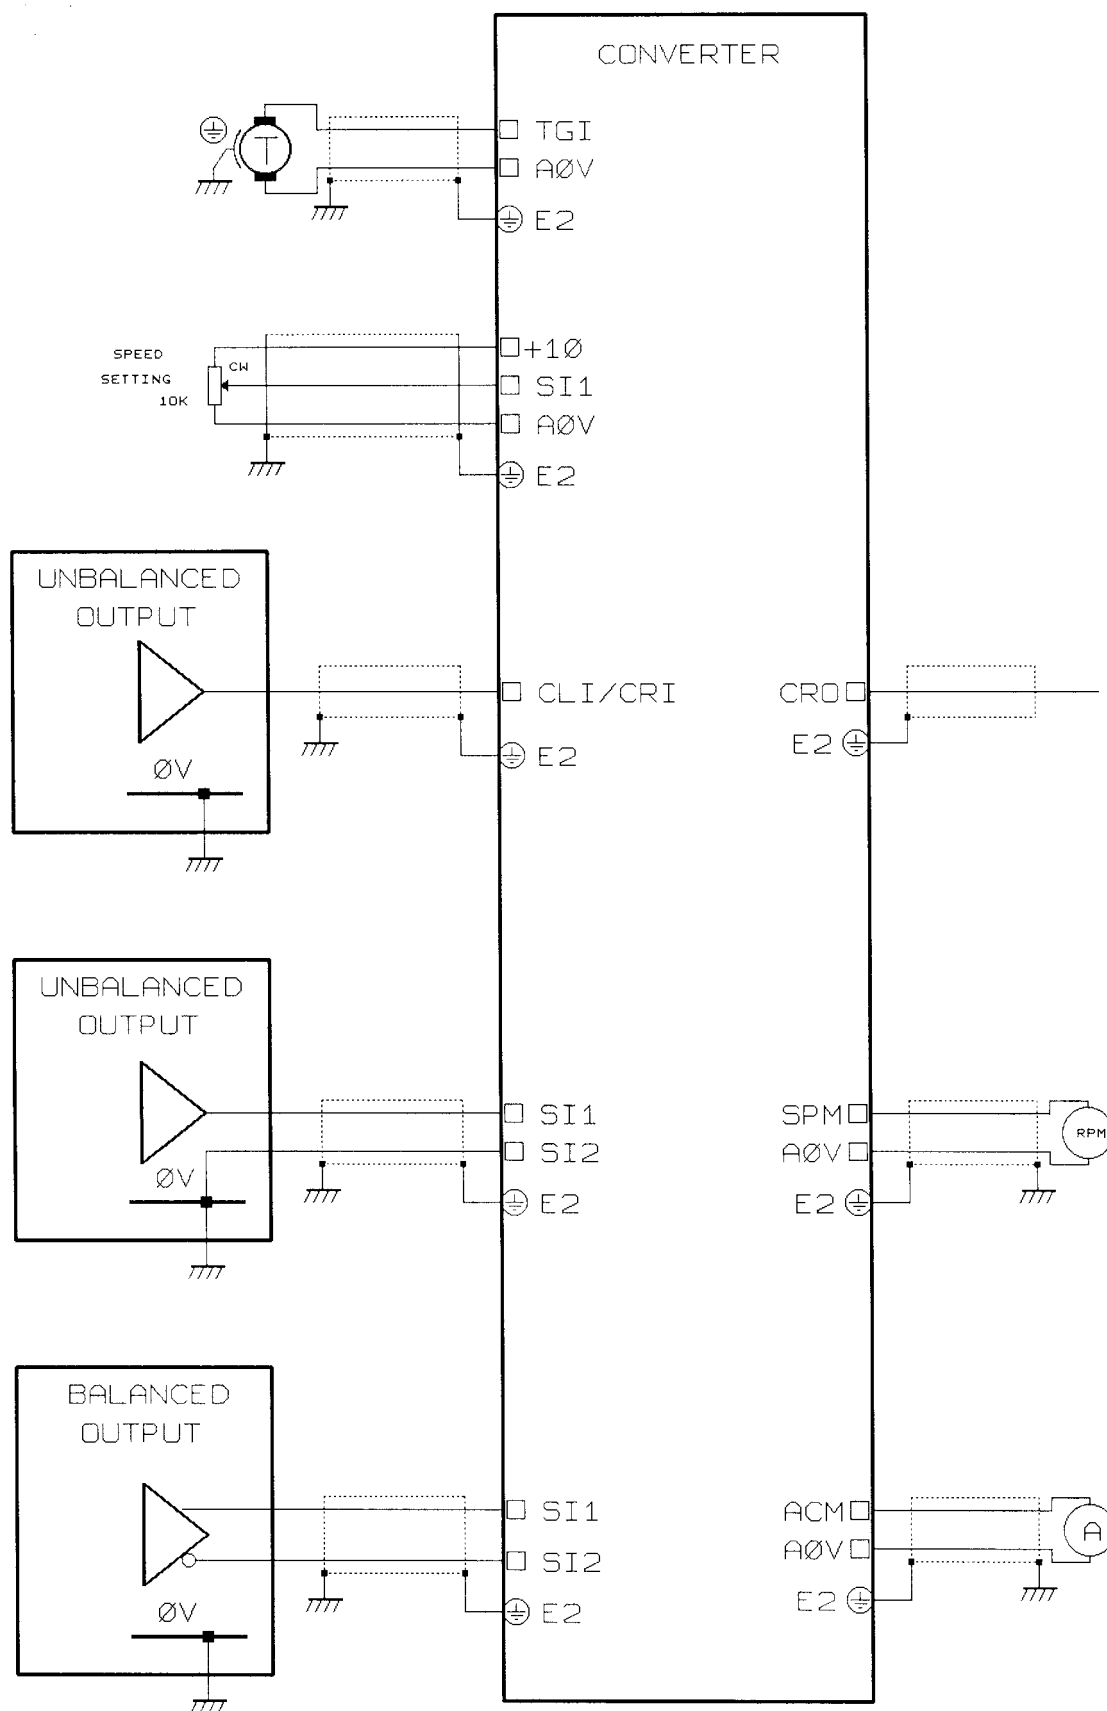 CONVERTER
T
TGI
AØV
E2
SPEED
SETTING
10K
CW
+1Ø
SI1
AØV
E2
UNBALANCED
OUTPUT
ØV
CLI/CRI
E2
CRO
E2
UNBALANCED
OUTPUT
ØV
SI1
SI2
E2
SPM
AØV
E2
RPM
BALANCED
OUTPUT
ØV
SI1
SI2
E2
ACM
AØV
E2
A